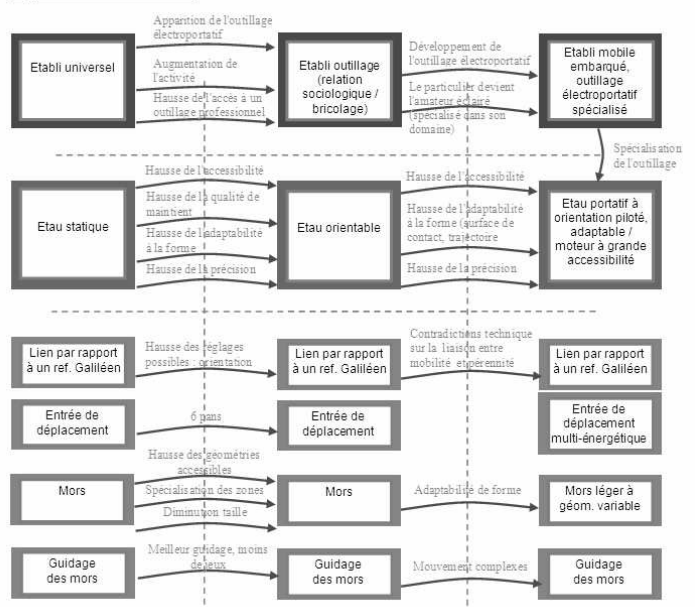 Apparition de l'outillage
électroportatif
Etabli universel
Augmentation de
l'activité
Hausse de l'accès à un
outillage professionnel
Etabli outillage
(relation
sociologique /
bricolage)
Développement de
l'outillage électroportatif
Le particulier devient
l'amateur éclairé
(spécialisé dans son
domaine)
Etabli mobile
embarqué,
outillage
électroportatif
spécialisé
Spécialisation
de l'outillage
Etau statique
Hausse de l'accessibilité
Hausse de la qualité de
maintient
Hausse de l'adaptabilité
à la forme
Hausse de la précision
Etau orientable
Hausse de l'accessibilité
Hausse de l'adaptabilité
à la forme (surface de
contact, trajectoire
Hausse de la précision
Etau portatif à
orientation piloté,
adaptable /
moteur à grande
accessibilité
Lien par rapport
à un ref. Galiléen
Hausse des réglages
possibles : orientation
Lien par rapport
à un ref. Galiléen
Contradictions technique
sur la liaison entre
mobilité et pérennité
Lien par rapport
à un ref. Galiléen
Entrée de
déplacement
6 pans
Entrée de
déplacement
Entrée de
déplacement
multi-énergétique
Mors
Hausse des géométries
accessibles
Spécialisation des zones
Diminution taille
Mors
Adaptabilité de forme
Mors léger à
géom. variable
Guidage
des mors
Meilleur guidage, moins
de jeux
Guidage
des mors
Mouvement complexes
Guidage
des mors